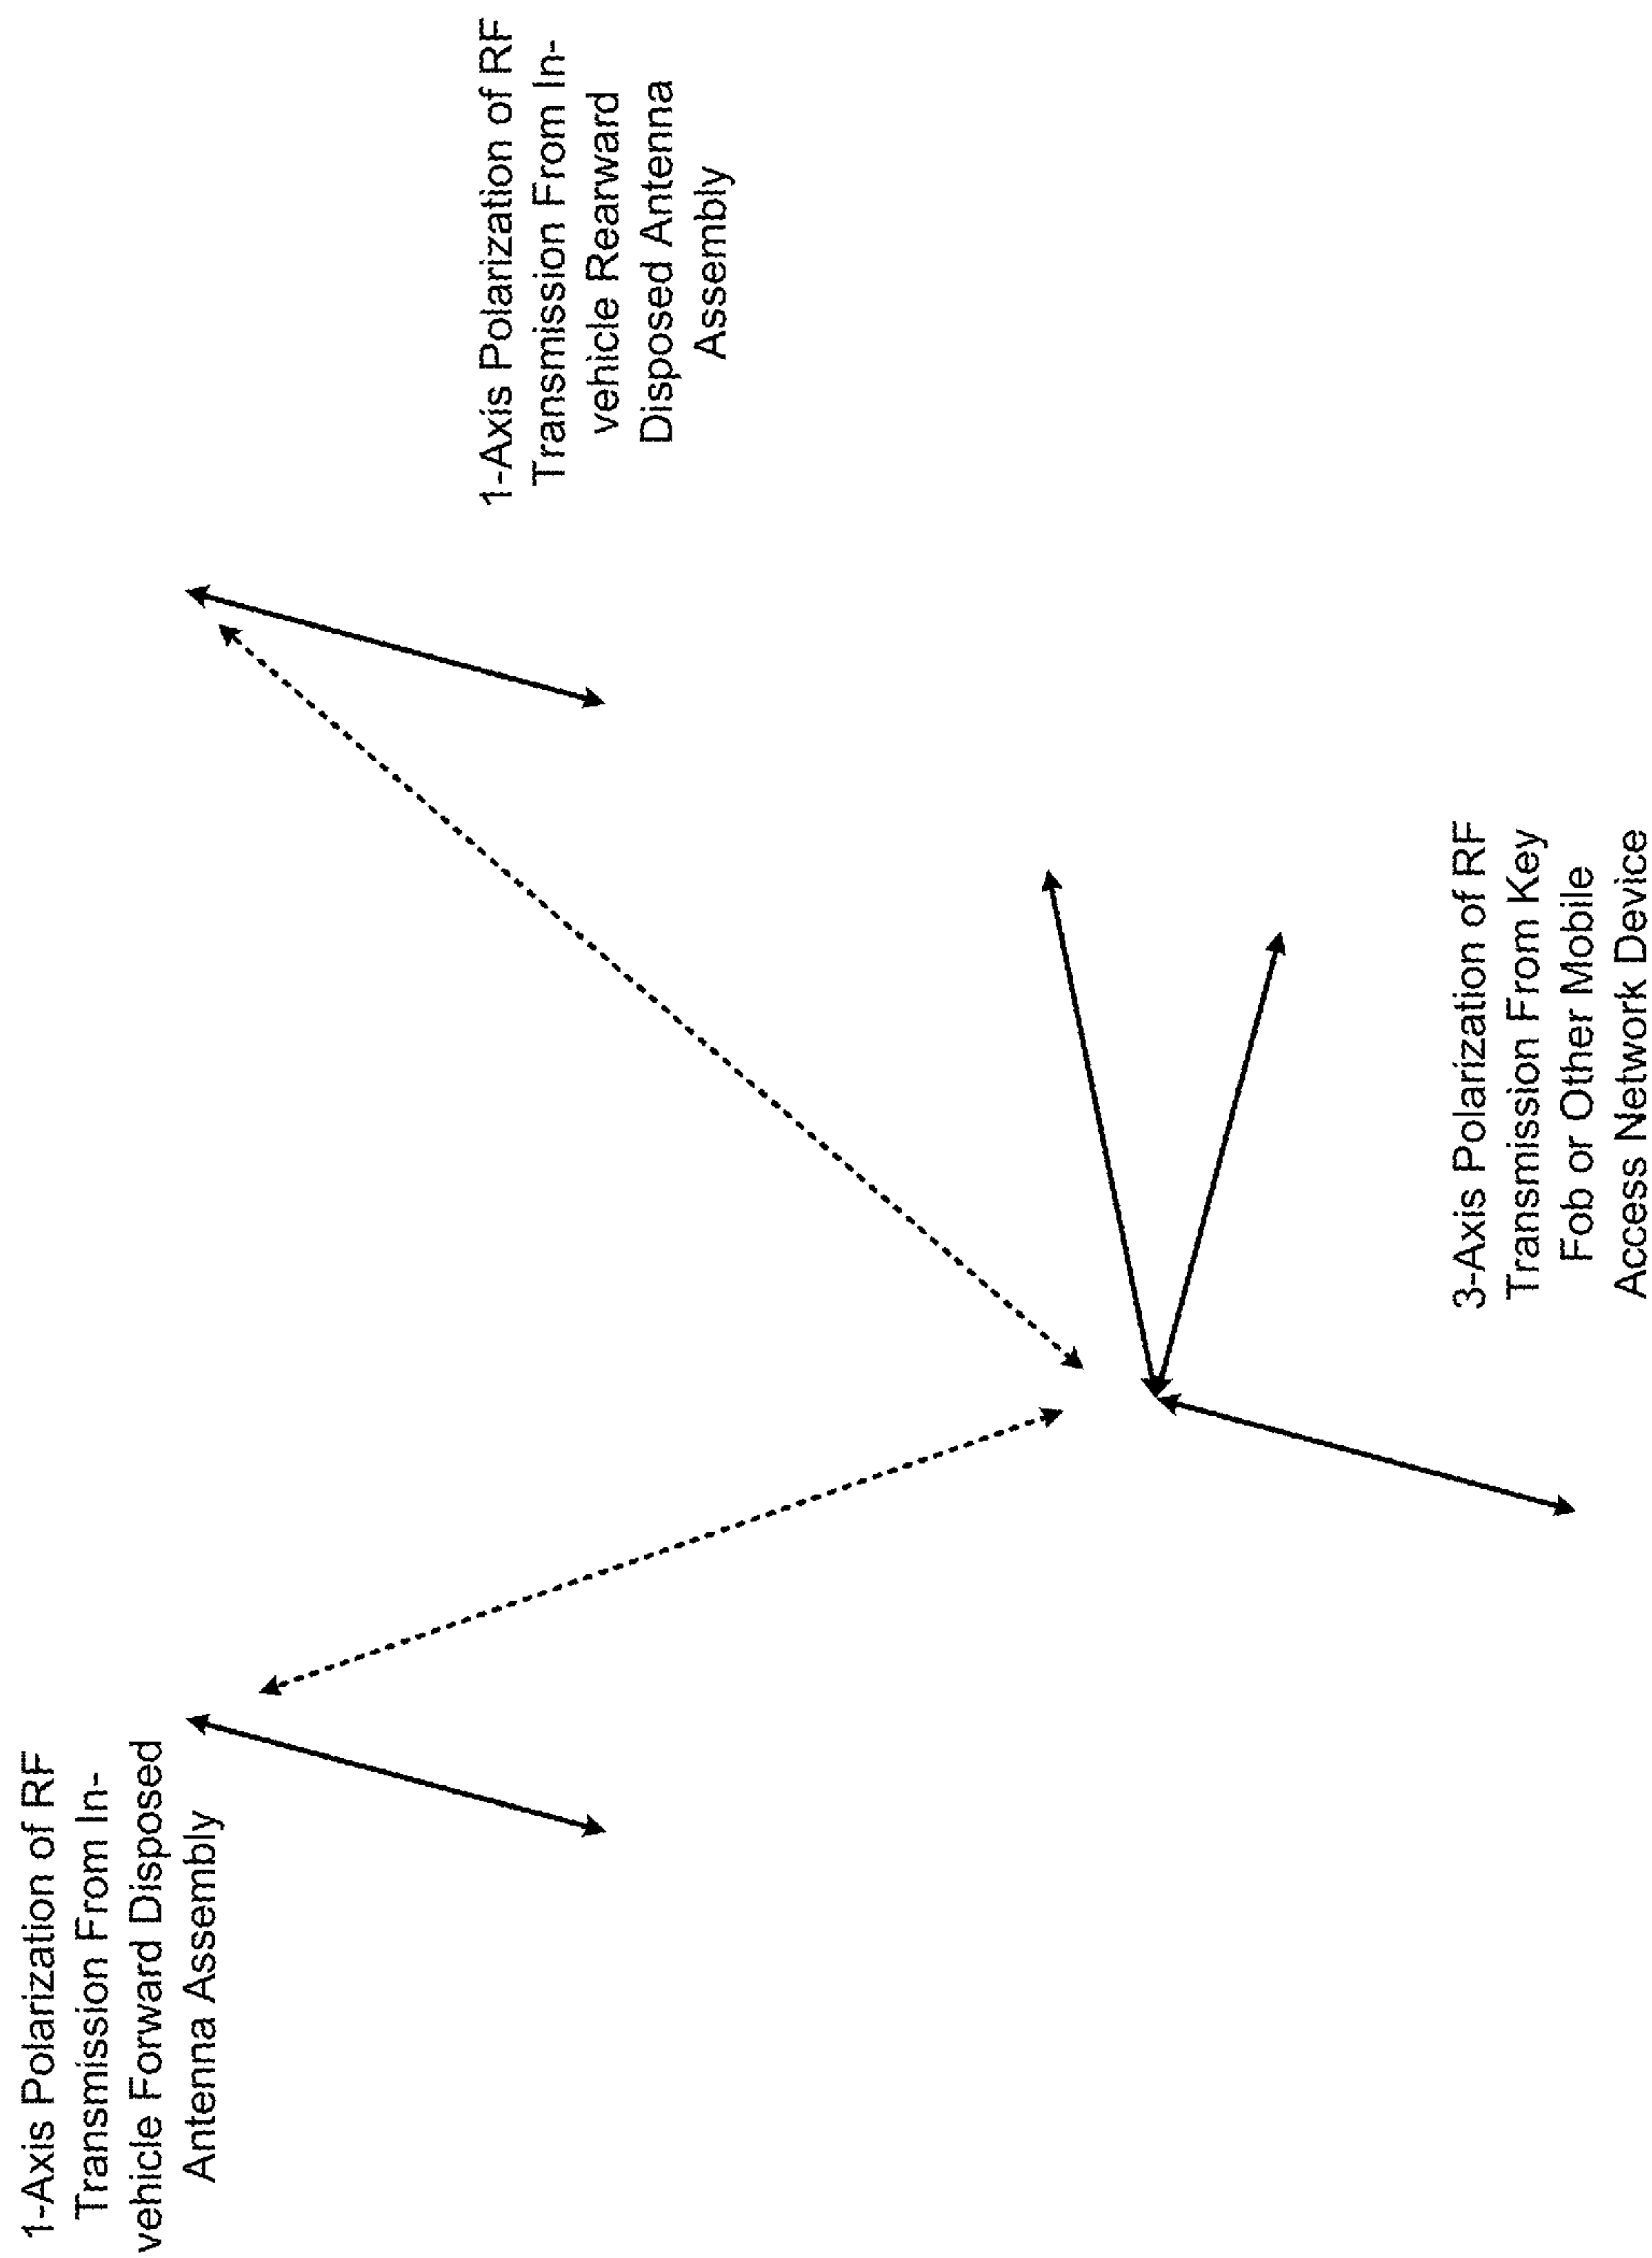 1-Axis Polarization of RF
Transmission From In-
vehicle Forward Disposed
Antenna Assembly
1-Axis Polarization of RF
Transmission From In-
vehicle Rearward
Disposed Antenna
Assembly
3-Axis Polarization of RF
Transmission From Key
Fob or Other Mobile
Access Network Device